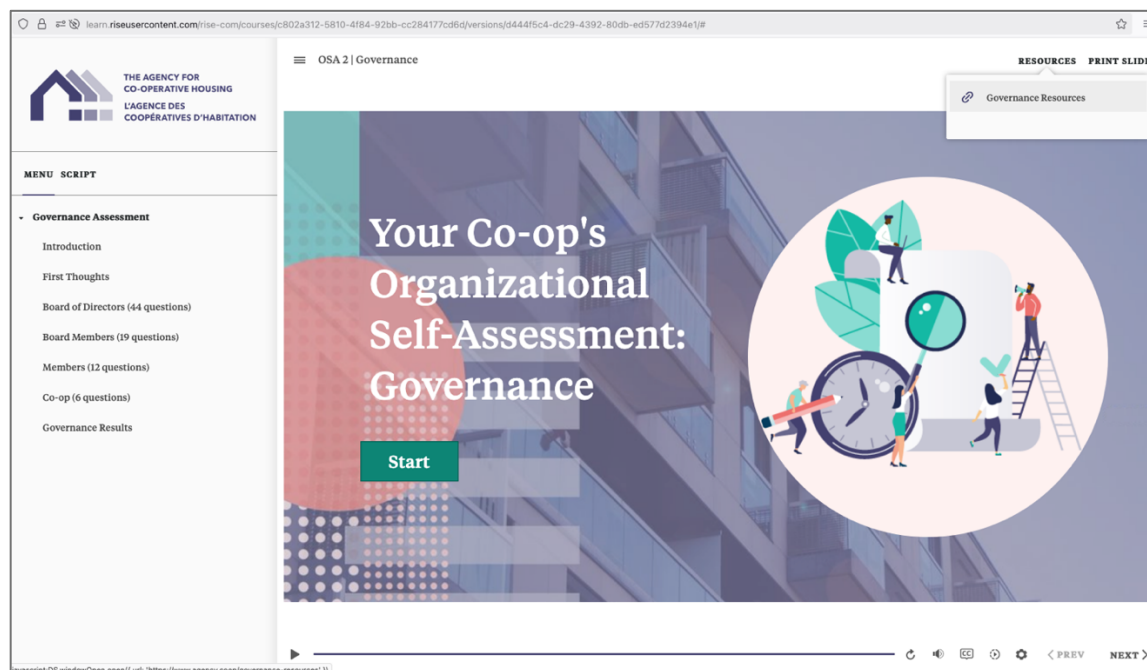 learn.riseusercontent.com/rise-com/courses/c802a312-5810-4f84-92bb-cc284177cd6d/versions/d444f5c4-dc29-4392-80db-ed577d2394e1/#
THE AGENCY FOR
CO-OPERATIVE HOUSING
L'AGENCE DES
COOPÉRATIVES D'HABITATION
OSA 2 | Governance
RESOURCES PRINT SLIDE
Governance Resources
MENU SCRIPT
Governance Assessment
Introduction
First Thoughts
Board of Directors (44 questions)
Board Members (19 questions)
Members (12 questions)
Co-op (6 questions)
Governance Results
Your Co-op's
Organizational
Self-Assessment:
Governance
Start
CC
PREV NEXT